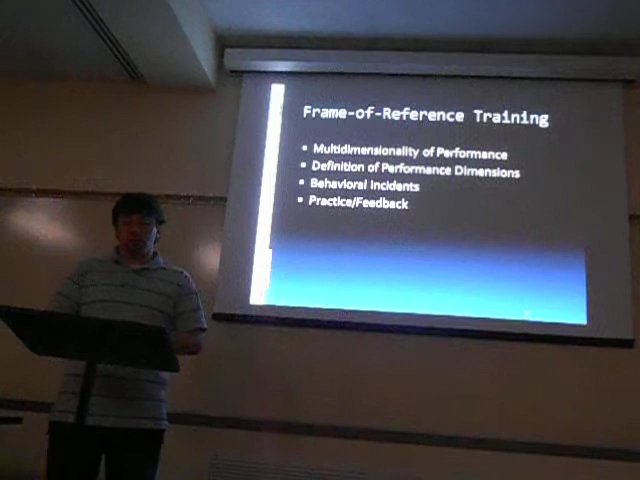 Frame-of-Reference Training
• Multidimensionality of Performance
• Definition of Performance Dimensions
• Behavioral Incidents
• Practice/Feedback